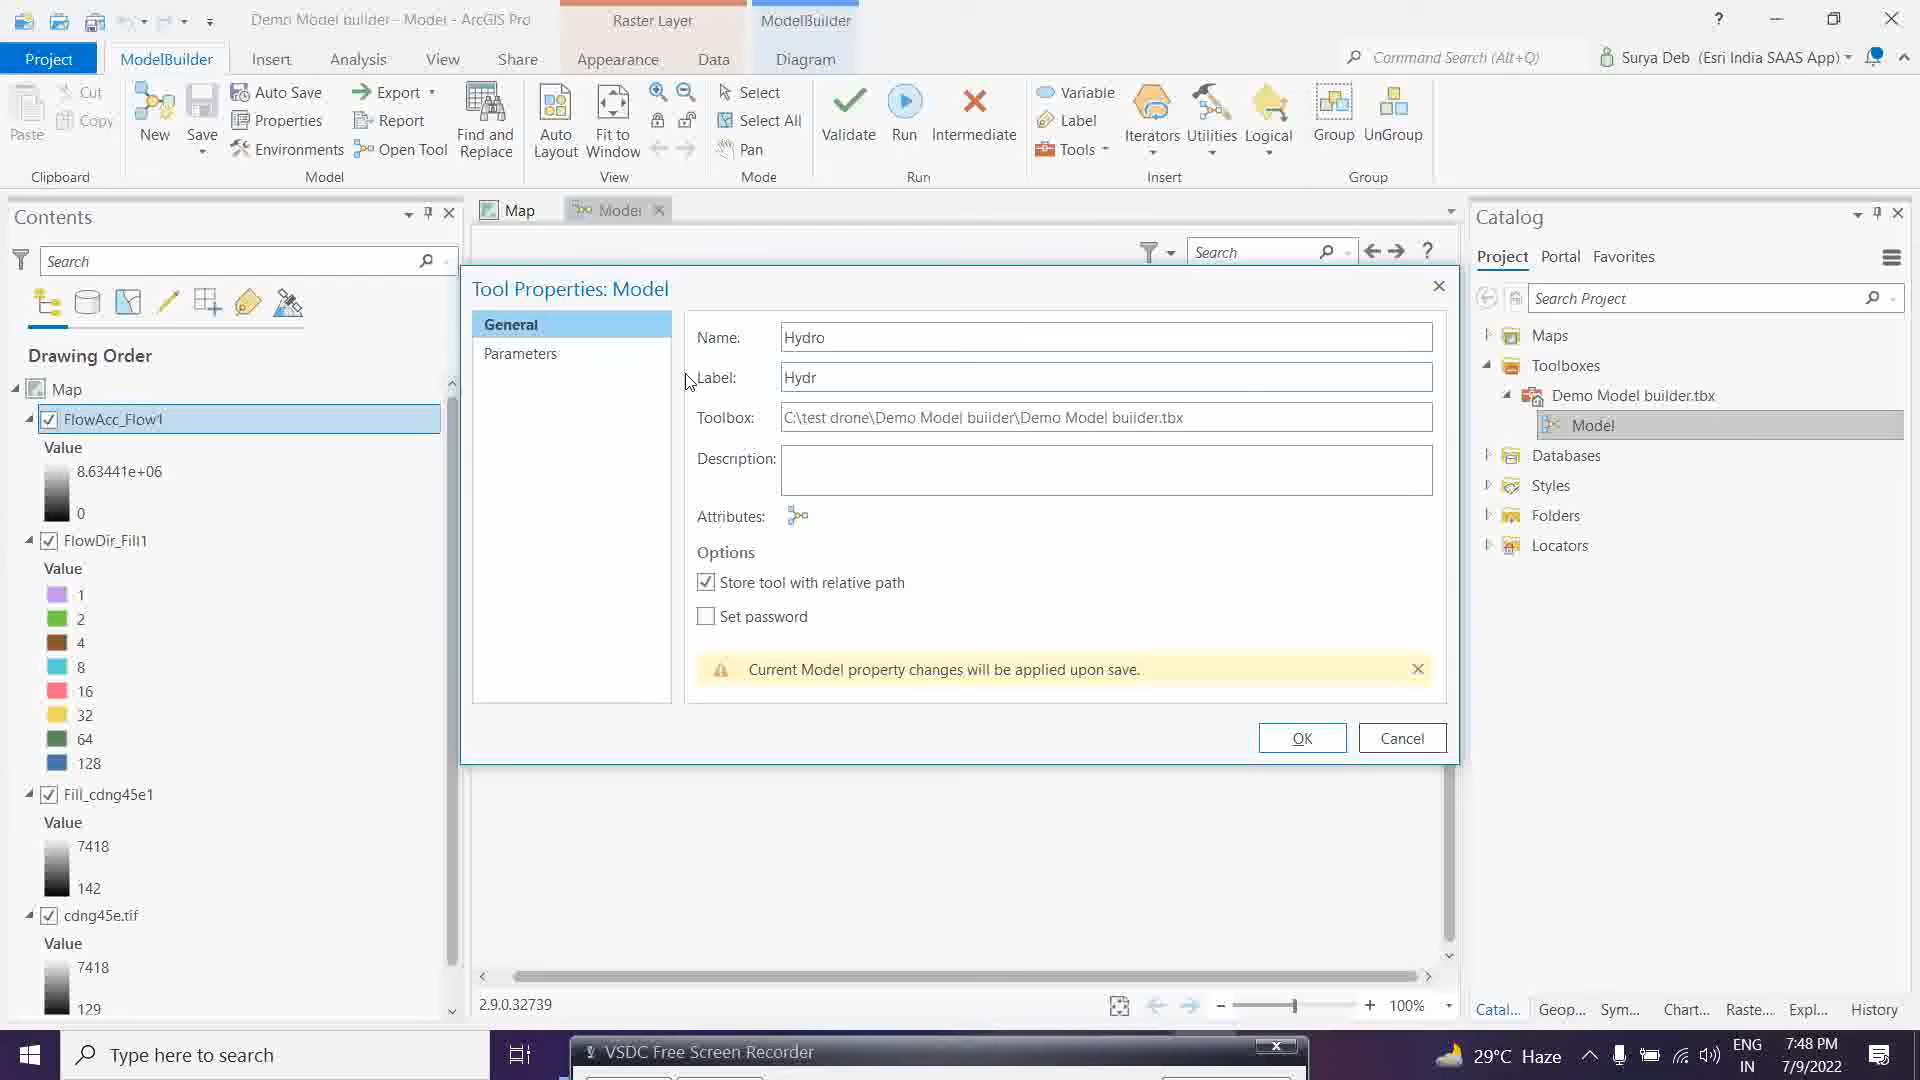 Demo Model builder - Model - ArcGIS Pro
Raster Layer
ModelBuilder
?
Project
ModelBuilder
Insert
Analysis
View
Share
Appearance
Data
Diagram
Command Search (Alt+Q)
Surya Deb (Esri India SAAS App)
Paste
Cut
Copy
Clipboard
New
Save
Auto Save
Properties
Environments
Export
Report
Open Tool
Model
Find and Replace
Auto Layout
Fit to Window
View
Select
Select All
Pan
Mode
Validate
Run
Intermediate
Run
Variable
Label
Tools
Iterators
Utilities
Logical
Insert
Group
UnGroup
Group
Contents
Search
Drawing Order
Map
FlowAcc_Flow1
Value
8.63441e+06
0
FlowDir_Fill1
Value
1
2
4
8
16
32
64
128
Fill_cdng45e1
Value
7418
142
cdng45e.tif
Value
7418
129
Map
Model
Search
?
Tool Properties: Model
General
Parameters
Name: Hydro
Label: Hydr
Toolbox: C:\test drone\Demo Model builder\Demo Model builder.tbx
Description:
Attributes:
Options
Store tool with relative path
Set password
Current Model property changes will be applied upon save.
OK
Cancel
2.9.0.32739
100%
Catalog
Project
Portal
Favorites
Search Project
Maps
Toolboxes
Demo Model builder.tbx
Model
Databases
Styles
Folders
Locators
Catal...
Geop...
Sym...
Chart...
Raste...
Expl...
History
Type here to search
VSDC Free Screen Recorder
29°C Haze
ENG
IN
7:48 PM
7/9/2022